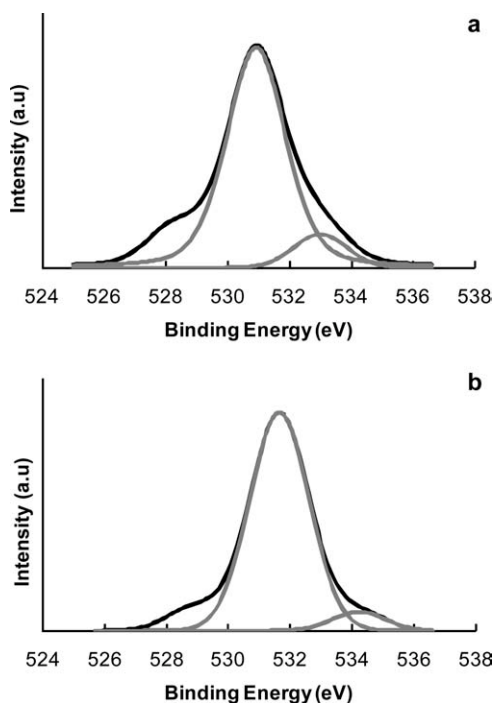 a
Intensity (a.u)
524 526 528 530 532 534 536 538
Binding Energy (eV)
b
Intensity (a.u)
524 526 528 530 532 534 536 538
Binding Energy (eV)